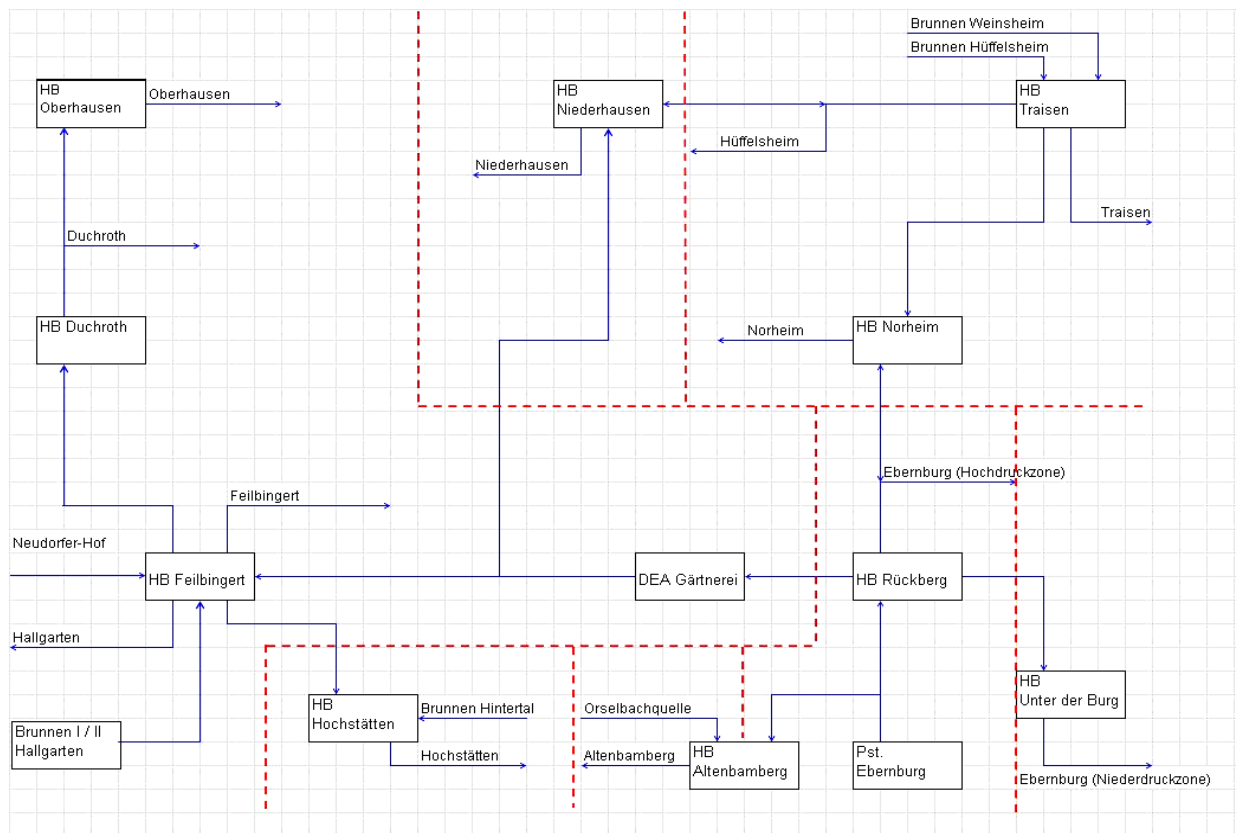 Brunnen Weinsheim
Brunnen Hüffelsheim
HB
Oberhausen
Oberhausen
HB
Niederhausen
HB
Traisen
Hüffelsheim
Niederhausen
Traisen
Duchroth
HB Duchroth
Norheim
HB Norheim
Ebernburg (Hochdruckzone)
Feilbingert
Neudorfer-Hof
HB Feilbingert
DEA Gärtnerei
HB Rückberg
Hallgarten
HB
Unter der Burg
HB
Hochstätten
Brunnen Hintertal
Orselbachquelle
Brunnen I / II
Hallgarten
Hochstätten
Altenbamberg
HB
Altenbamberg
Pst.
Ebernburg
Ebernburg (Niederdruckzone)